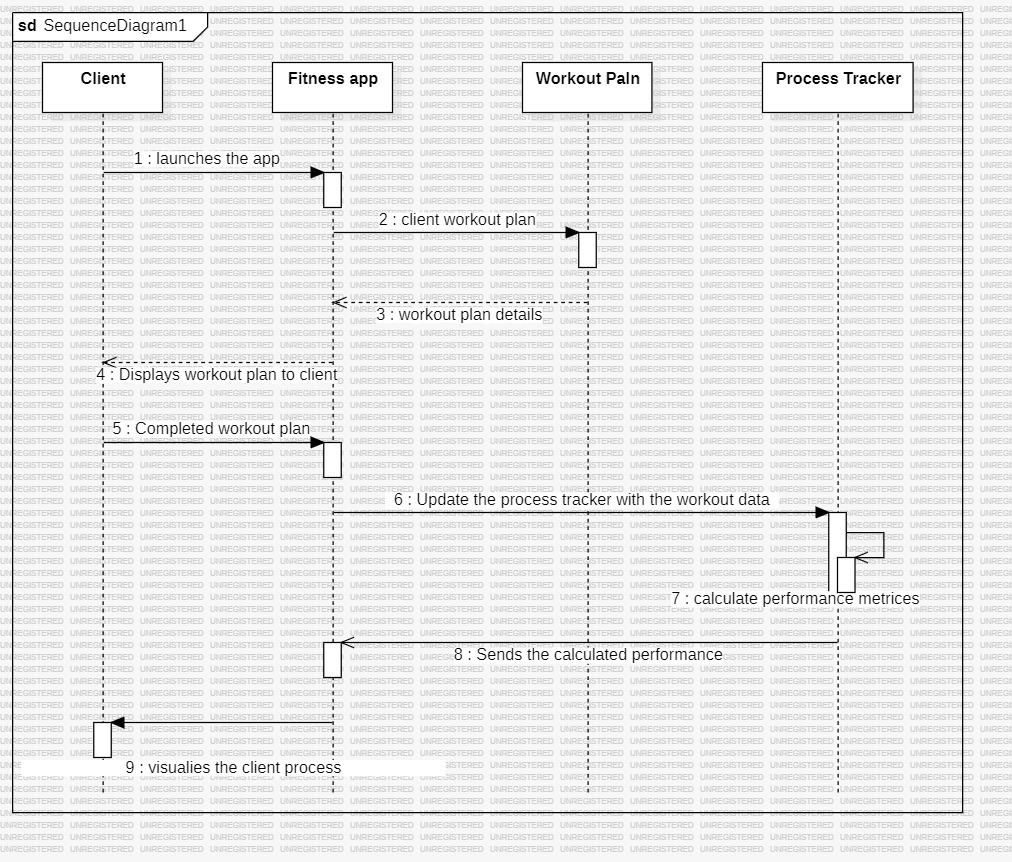 sd SequenceDiagram1
Client
Fitness app
Workout Paln
Process Tracker
1 : launches the app
2 : client workout plan
3 : workout plan details
4 : Displays workout plan to client
5 : Completed workout plan
6 : Update the process tracker with the workout data
7 : calculate performance metrices
8 : Sends the calculated performance
9 : visualies the client process
UNREGISTERED